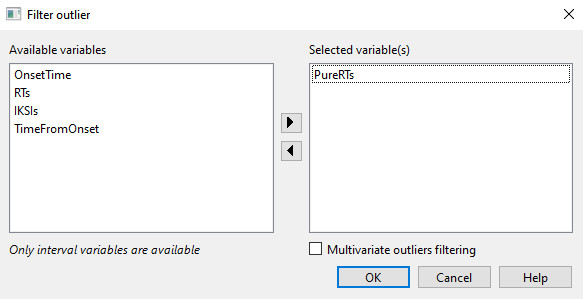 Filter outlier
Available variables
Selected variable(s)
OnsetTime
RTs
IKSIs
TimeFromOnset
PureRTs
Only interval variables are available
Multivariate outliers filtering
OK
Cancel
Help